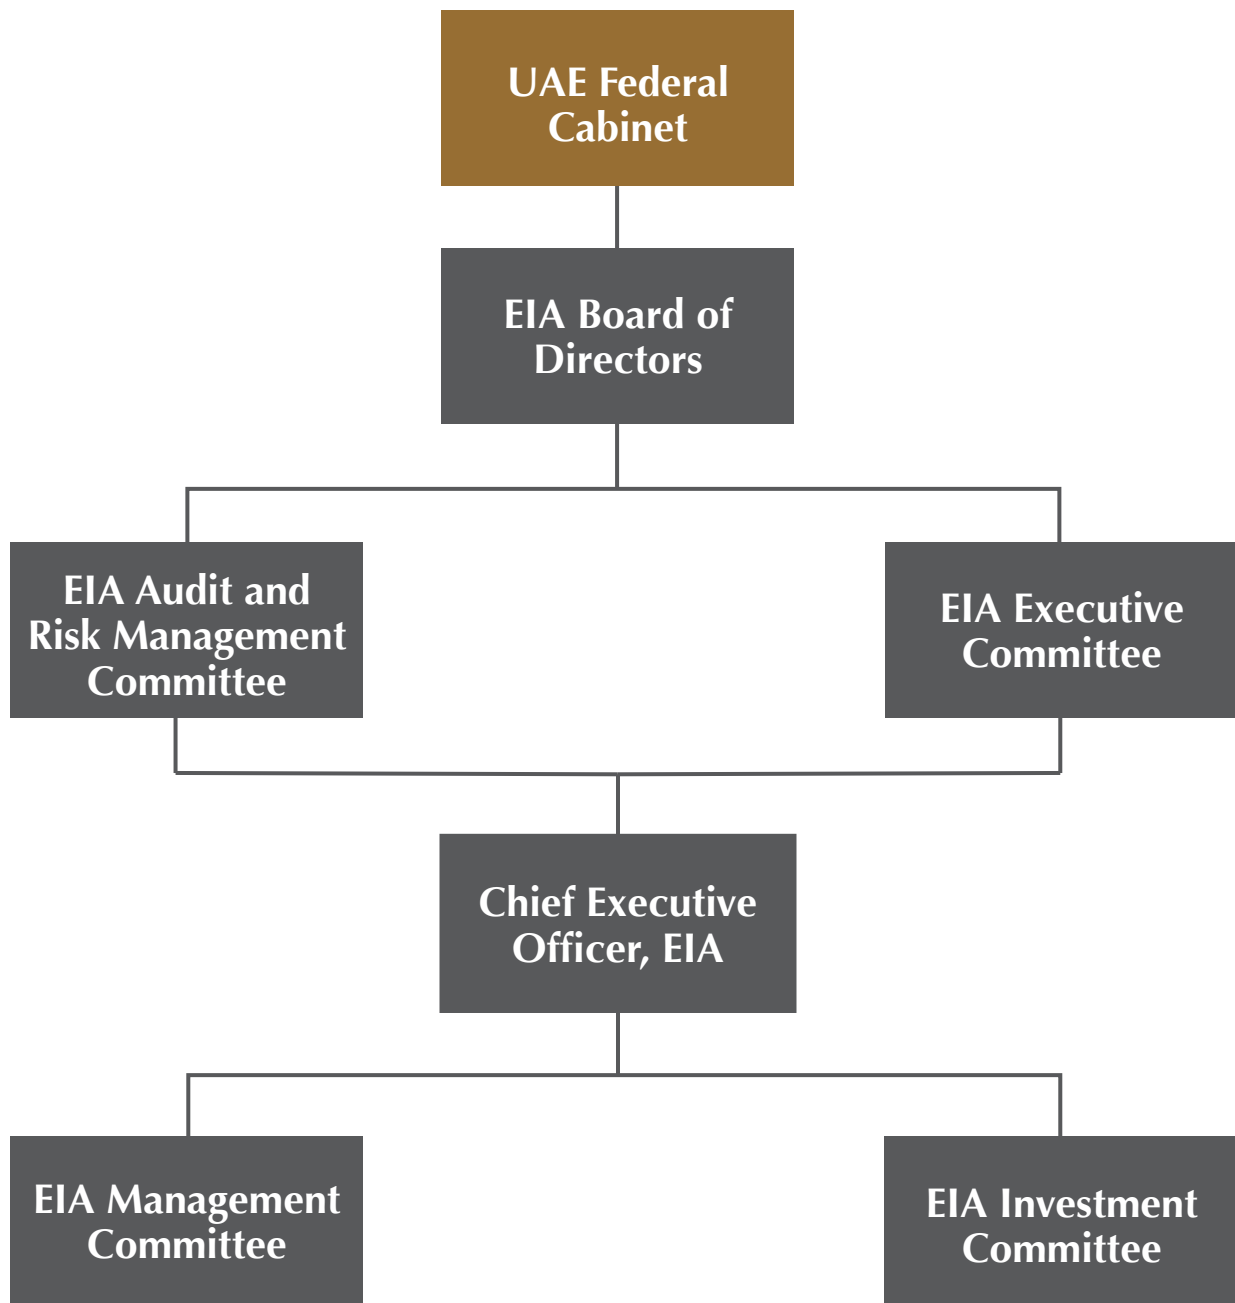 UAE Federal
Cabinet
EIA Board of
Directors
EIA Audit and
Risk Management
Committee
EIA Executive
Committee
Chief Executive
Officer, EIA
EIA Management
Committee
EIA Investment
Committee